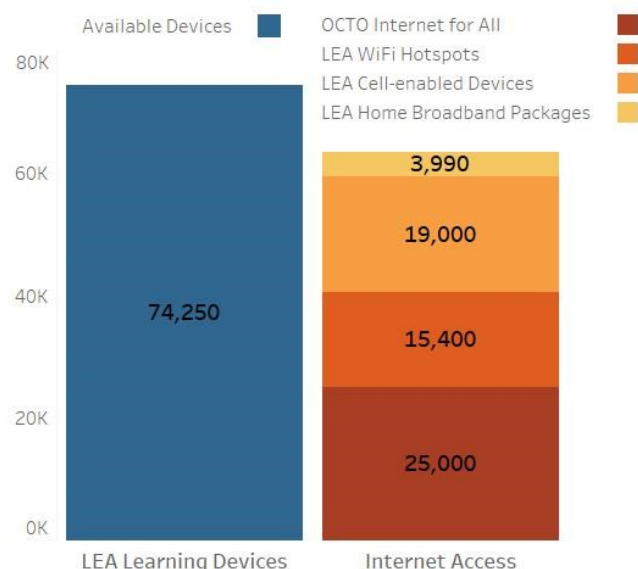 Available Devices
OCTO Internet for All
LEA WiFi Hotspots
LEA Cell-enabled Devices
LEA Home Broadband Packages
80K
60K
40K
20K
0K
74,250
3,990
19,000
15,400
25,000
LEA Learning Devices
Internet Access